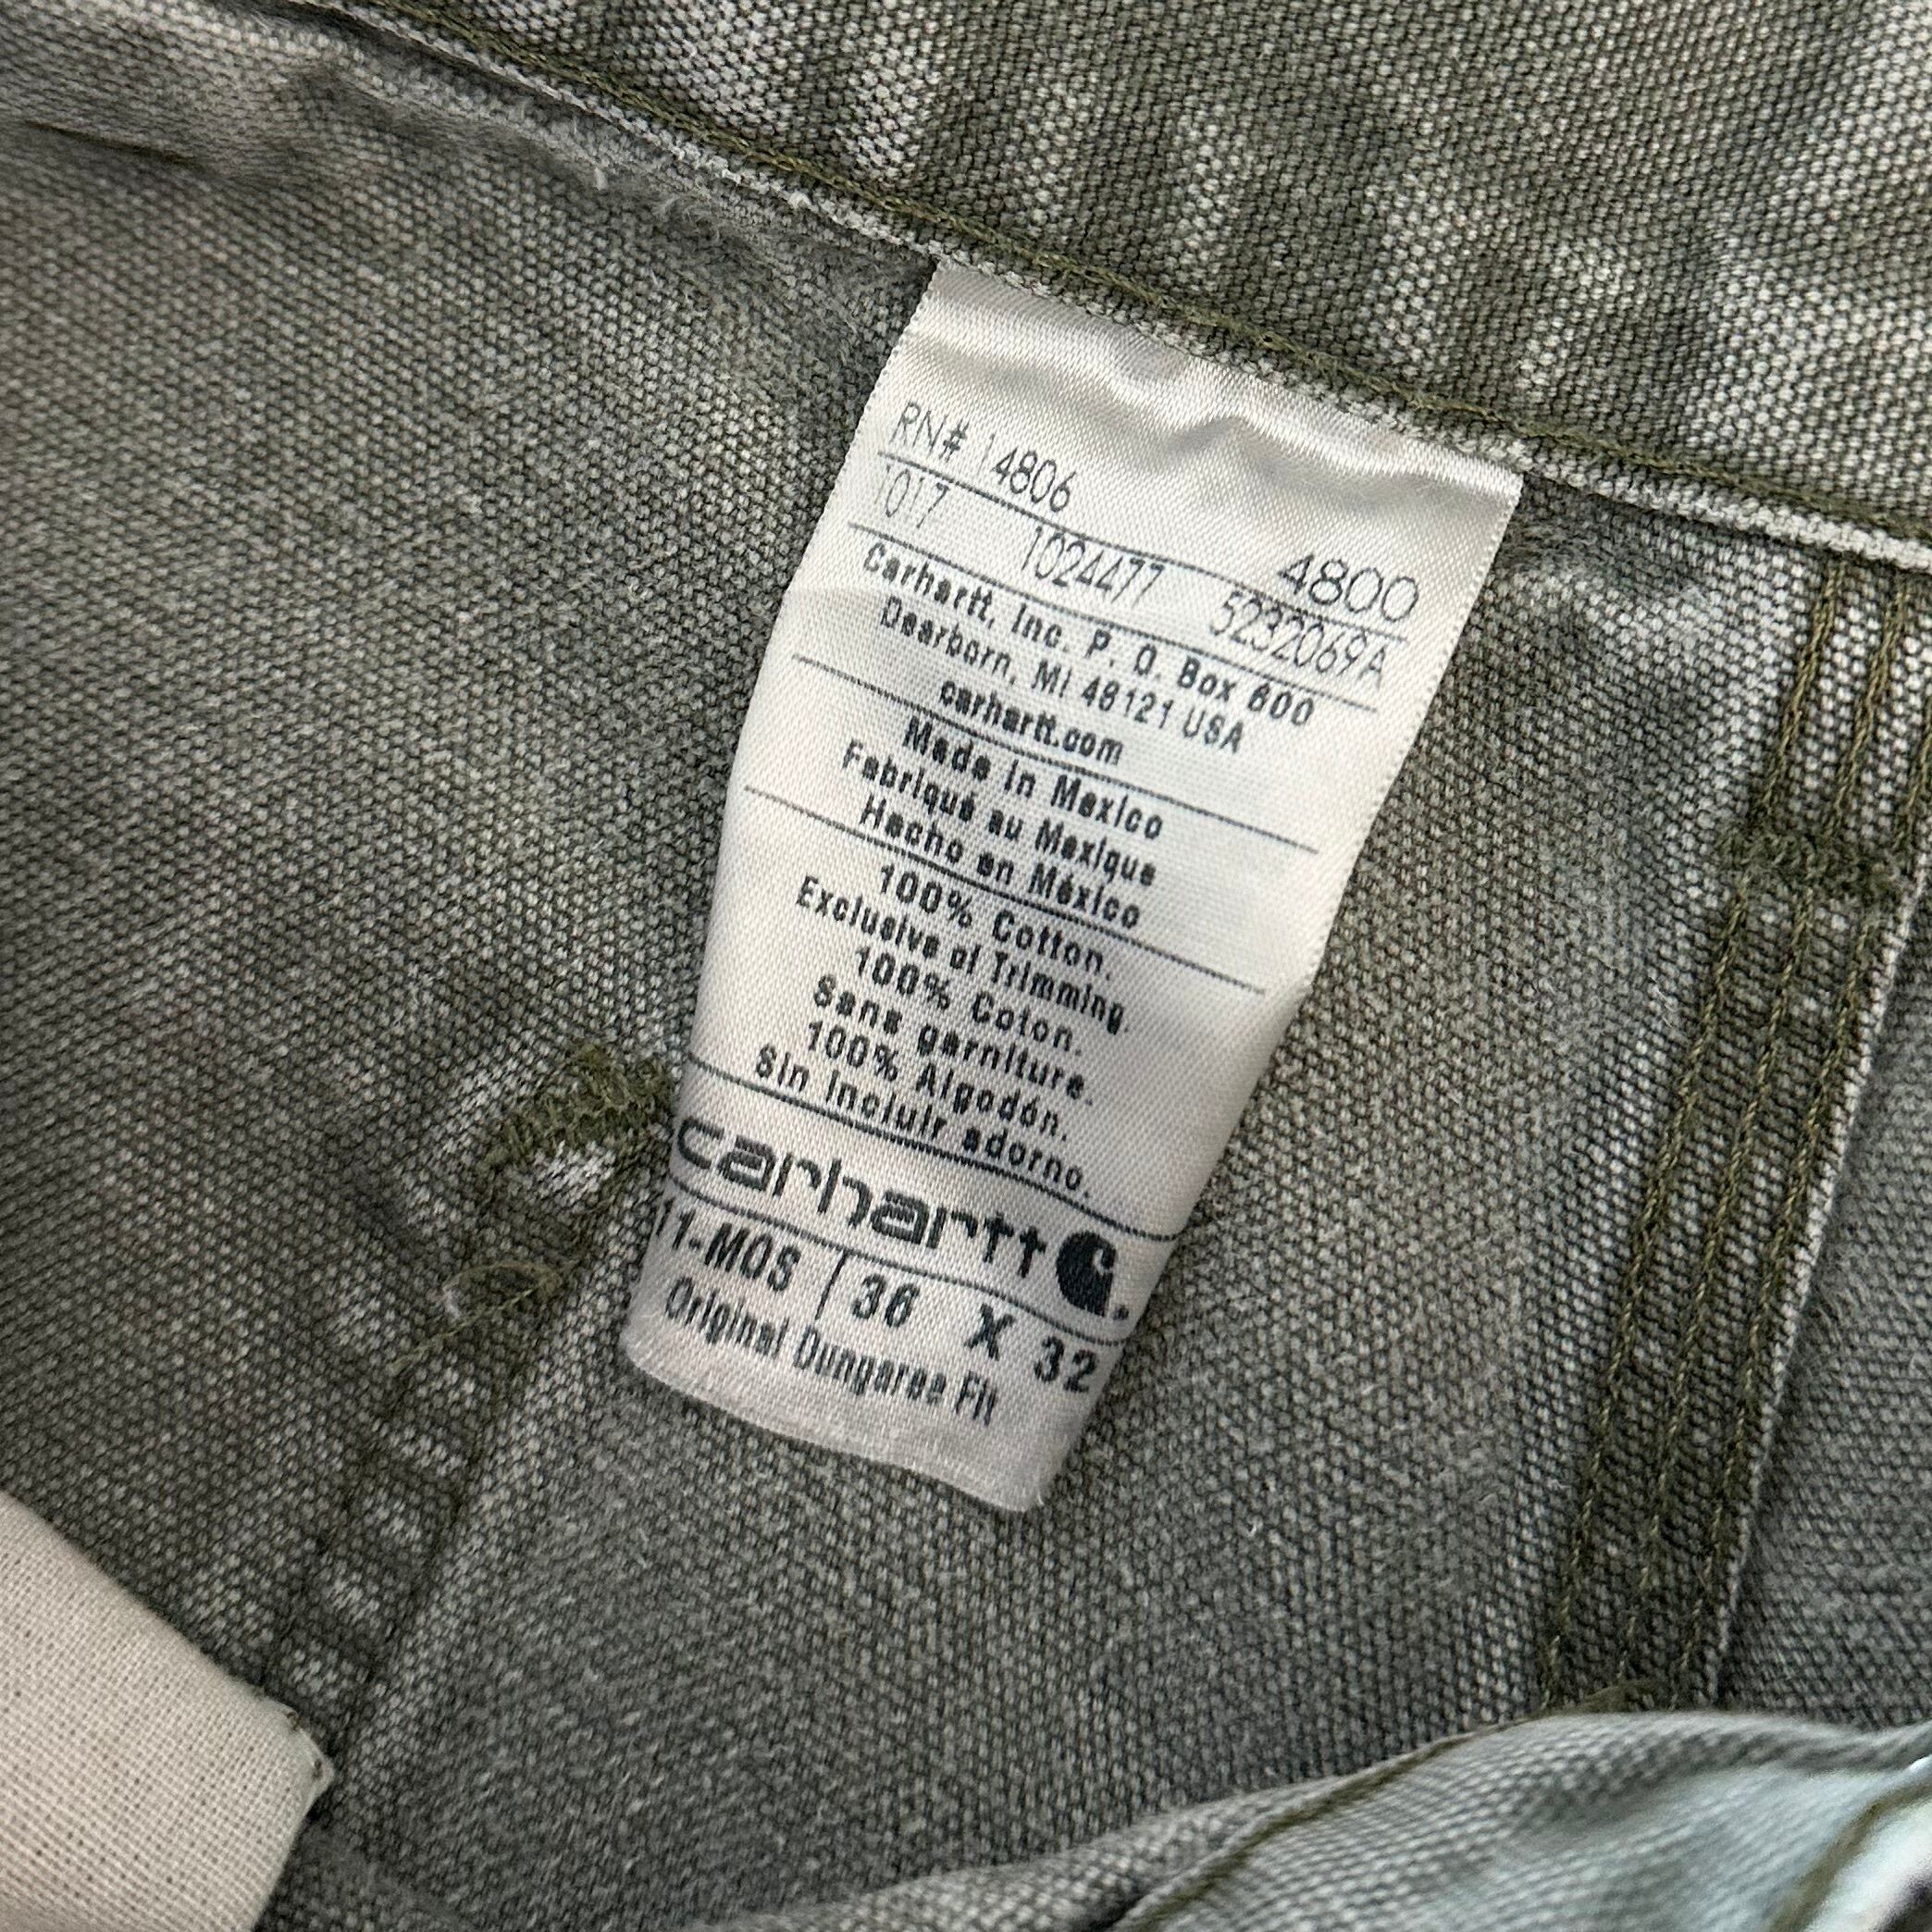 RN# 14806 4800
1017 1024477 5232069A
Carhartt, Inc. P. O. Box 600
Dearborn, MI 48121 USA
carhartt.com
Made in Mexico
Fabriqué au Mexique
Hecho en México
100% Cotton.
Exclusive of Trimming.
100% Coton.
Sans garniture.
100% Algodón.
Sin incluir adorno.
carhartt
11-MOS 36 X 32
Original Dungaree Fit